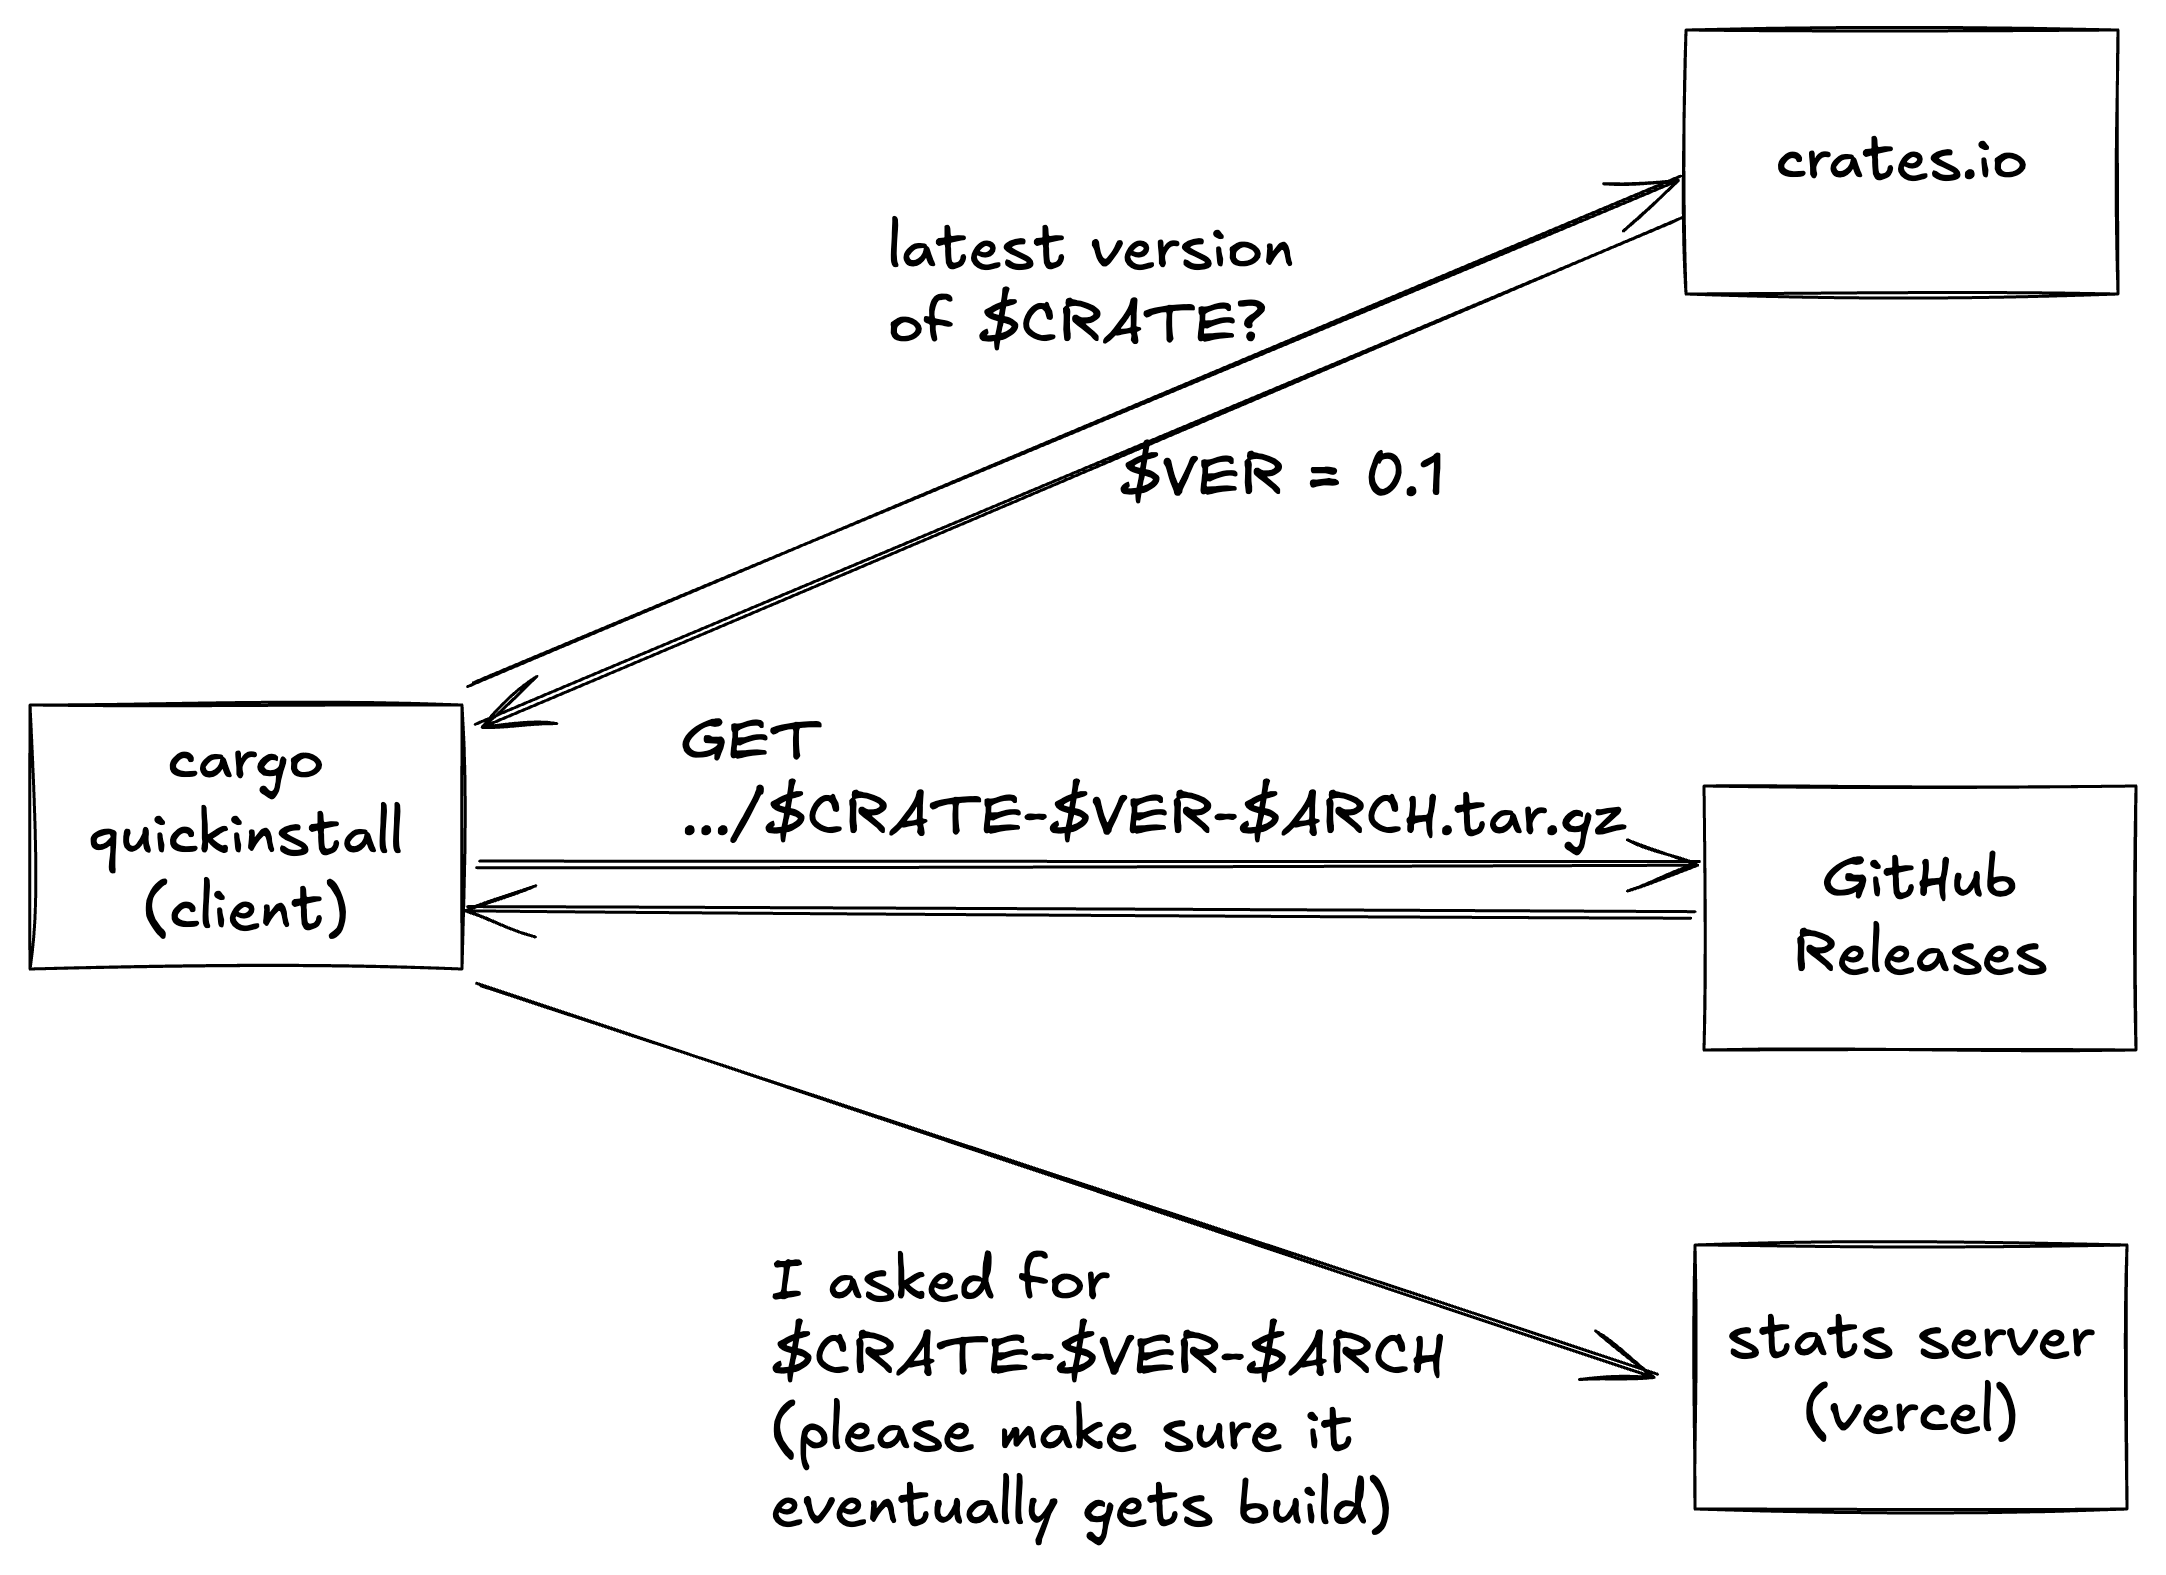 crates.io
latest version
of $CRATE?
$VER = 0.1
cargo
quickinstall
(client)
GET
.../$CRATE-$VER-$ARCH.tar.gz
GitHub
Releases
I asked for
$CRATE-$VER-$ARCH
(please make sure it
eventually gets build)
stats server
(vercel)